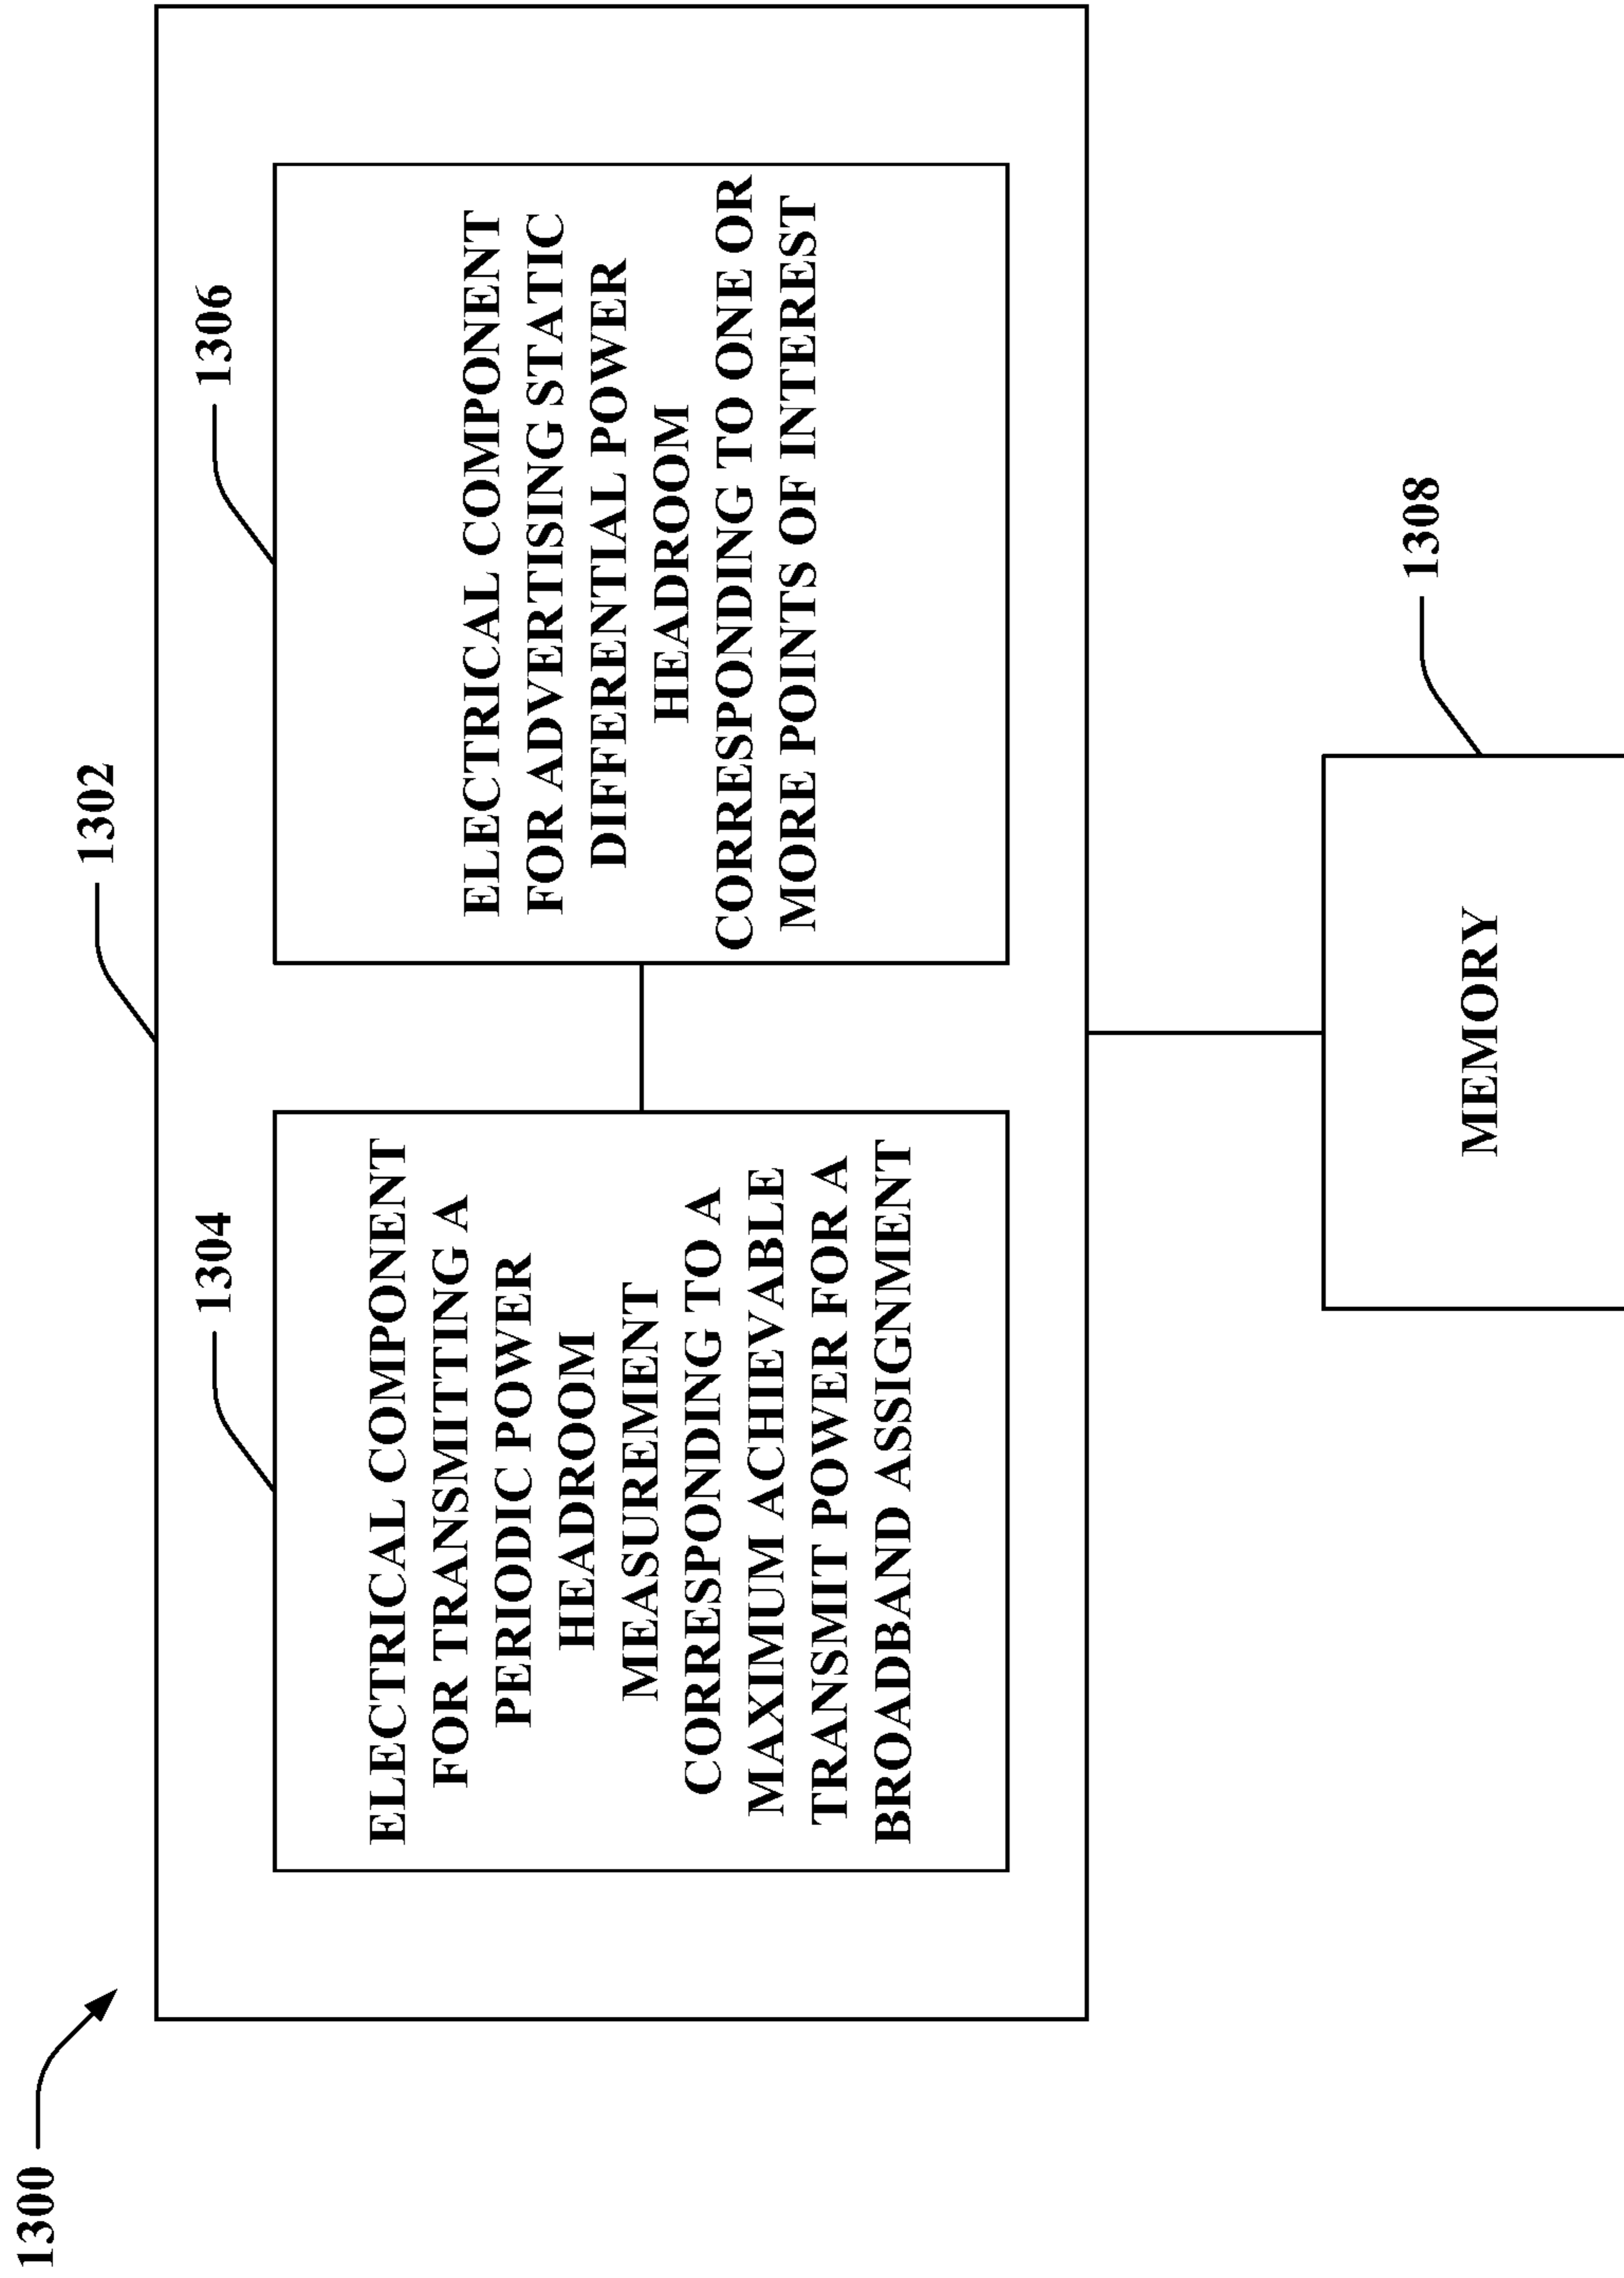 1300
1302
1304
ELECTRICAL COMPONENT
FOR TRANSMITTING A
PERIODIC POWER
HEADROOM
MEASUREMENT
CORRESPONDING TO A
MAXIMUM ACHIEVABLE
TRANSMIT POWER FOR A
BROADBAND ASSIGNMENT
1306
ELECTRICAL COMPONENT
FOR ADVERTISING STATIC
DIFFERENTIAL POWER
HEADROOM
CORRESPONDING TO ONE OR
MORE POINTS OF INTEREST
1308
MEMORY